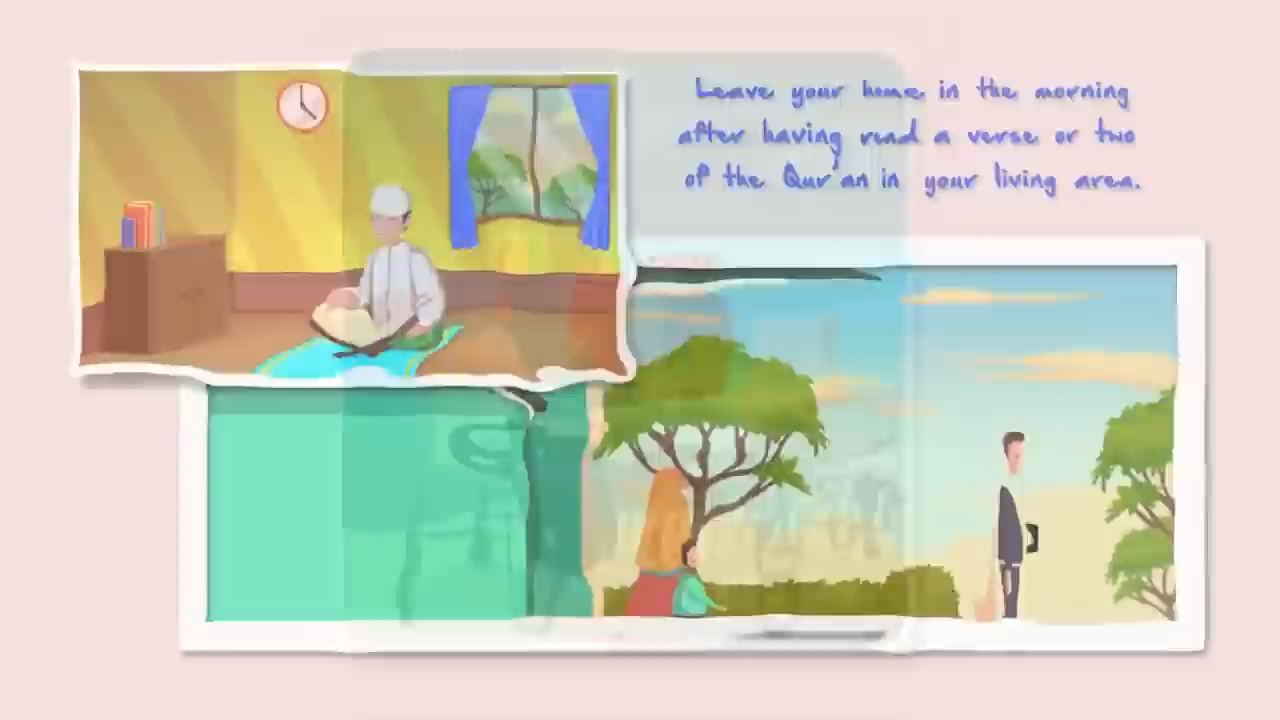 Leave your home in the morning
after having read a verse or two
of the Qur'an in your living area.